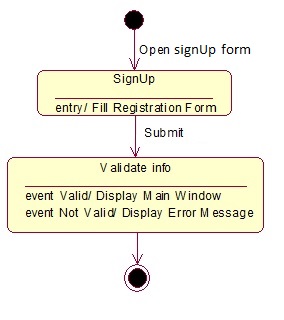 Open signUp form
SignUp
entry/ Fill Registration Form
Submit
Validate info
event Valid/ Display Main Window
event Not Valid/ Display Error Message